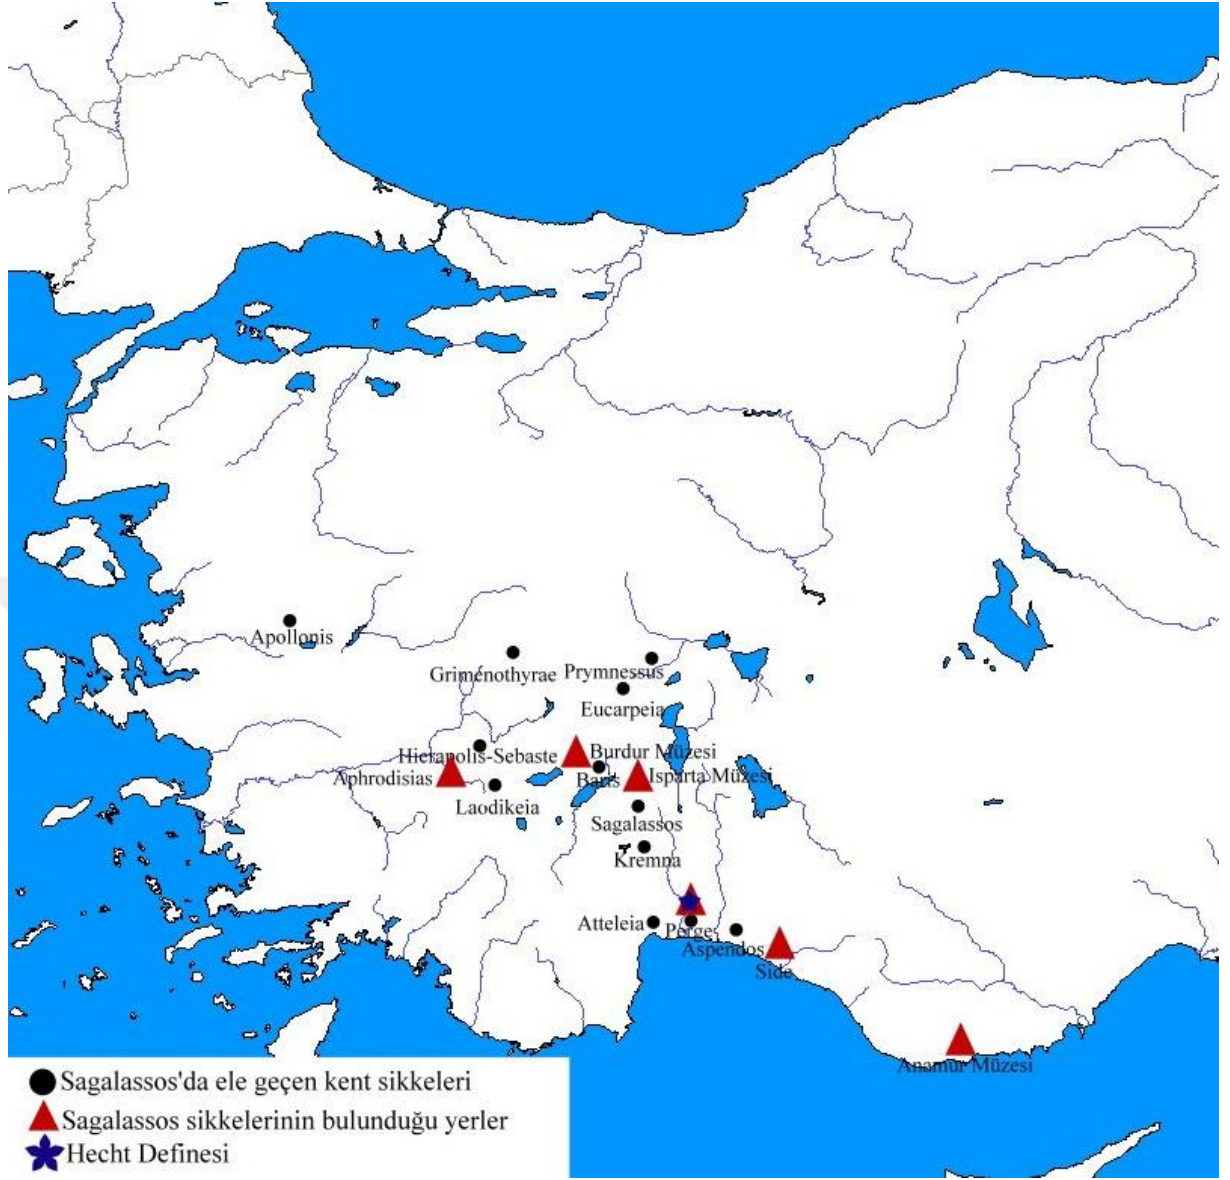 Apollonis
Grimenothyrae
Prymnessus
Eucarpeia
Hierapolis-Sebaste
Burdur Müzesi
Aphrodisias
Baris
Isparta Müzesi
Laodikeia
Sagalassos
Kremna
Atteleia
Perge
Aspendos
Side
Anamur Müzesi
Sagalassos'da ele geçen kent sikkeleri
Sagalassos sikkelerinin bulunduğu yerler
Hecht Definesi